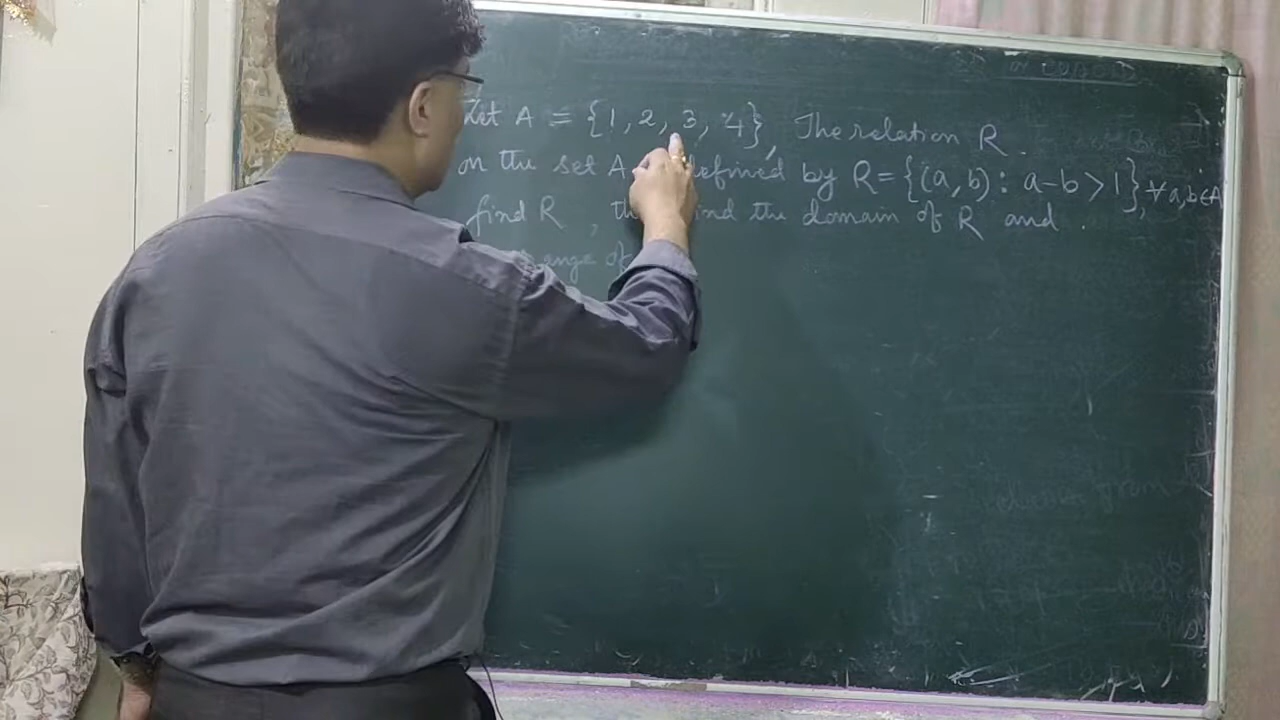 Let A = {1, 2, 3, 4}, The relation R
on the set A defined by R = {(a, b) : a - b > 1}, ∀ a, b ∈ A
find R, find the domain of R and
range of